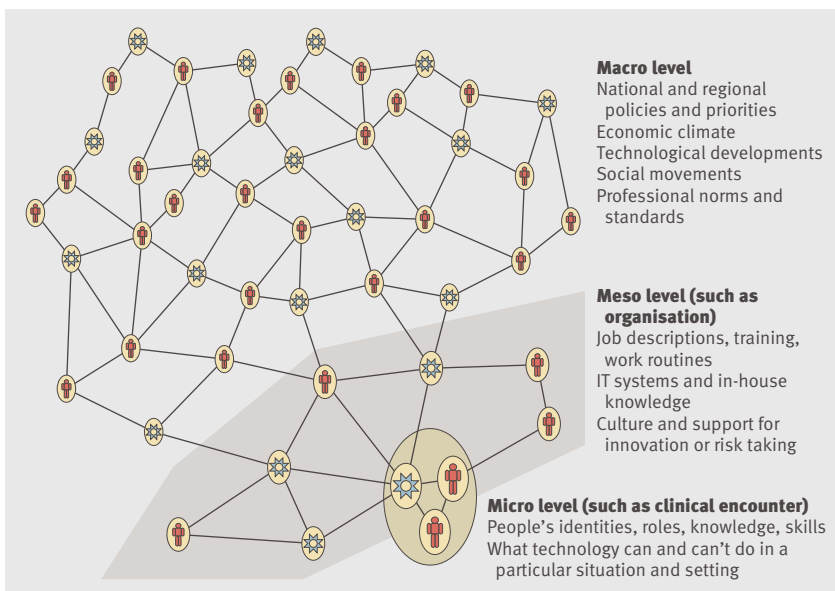 Macro level
National and regional
policies and priorities
Economic climate
Technological developments
Social movements
Professional norms and
standards
Meso level (such as
organisation)
Job descriptions, training,
work routines
IT systems and in-house
knowledge
Culture and support for
innovation or risk taking
Micro level (such as clinical encounter)
People’s identities, roles, knowledge, skills
What technology can and can’t do in a
particular situation and setting